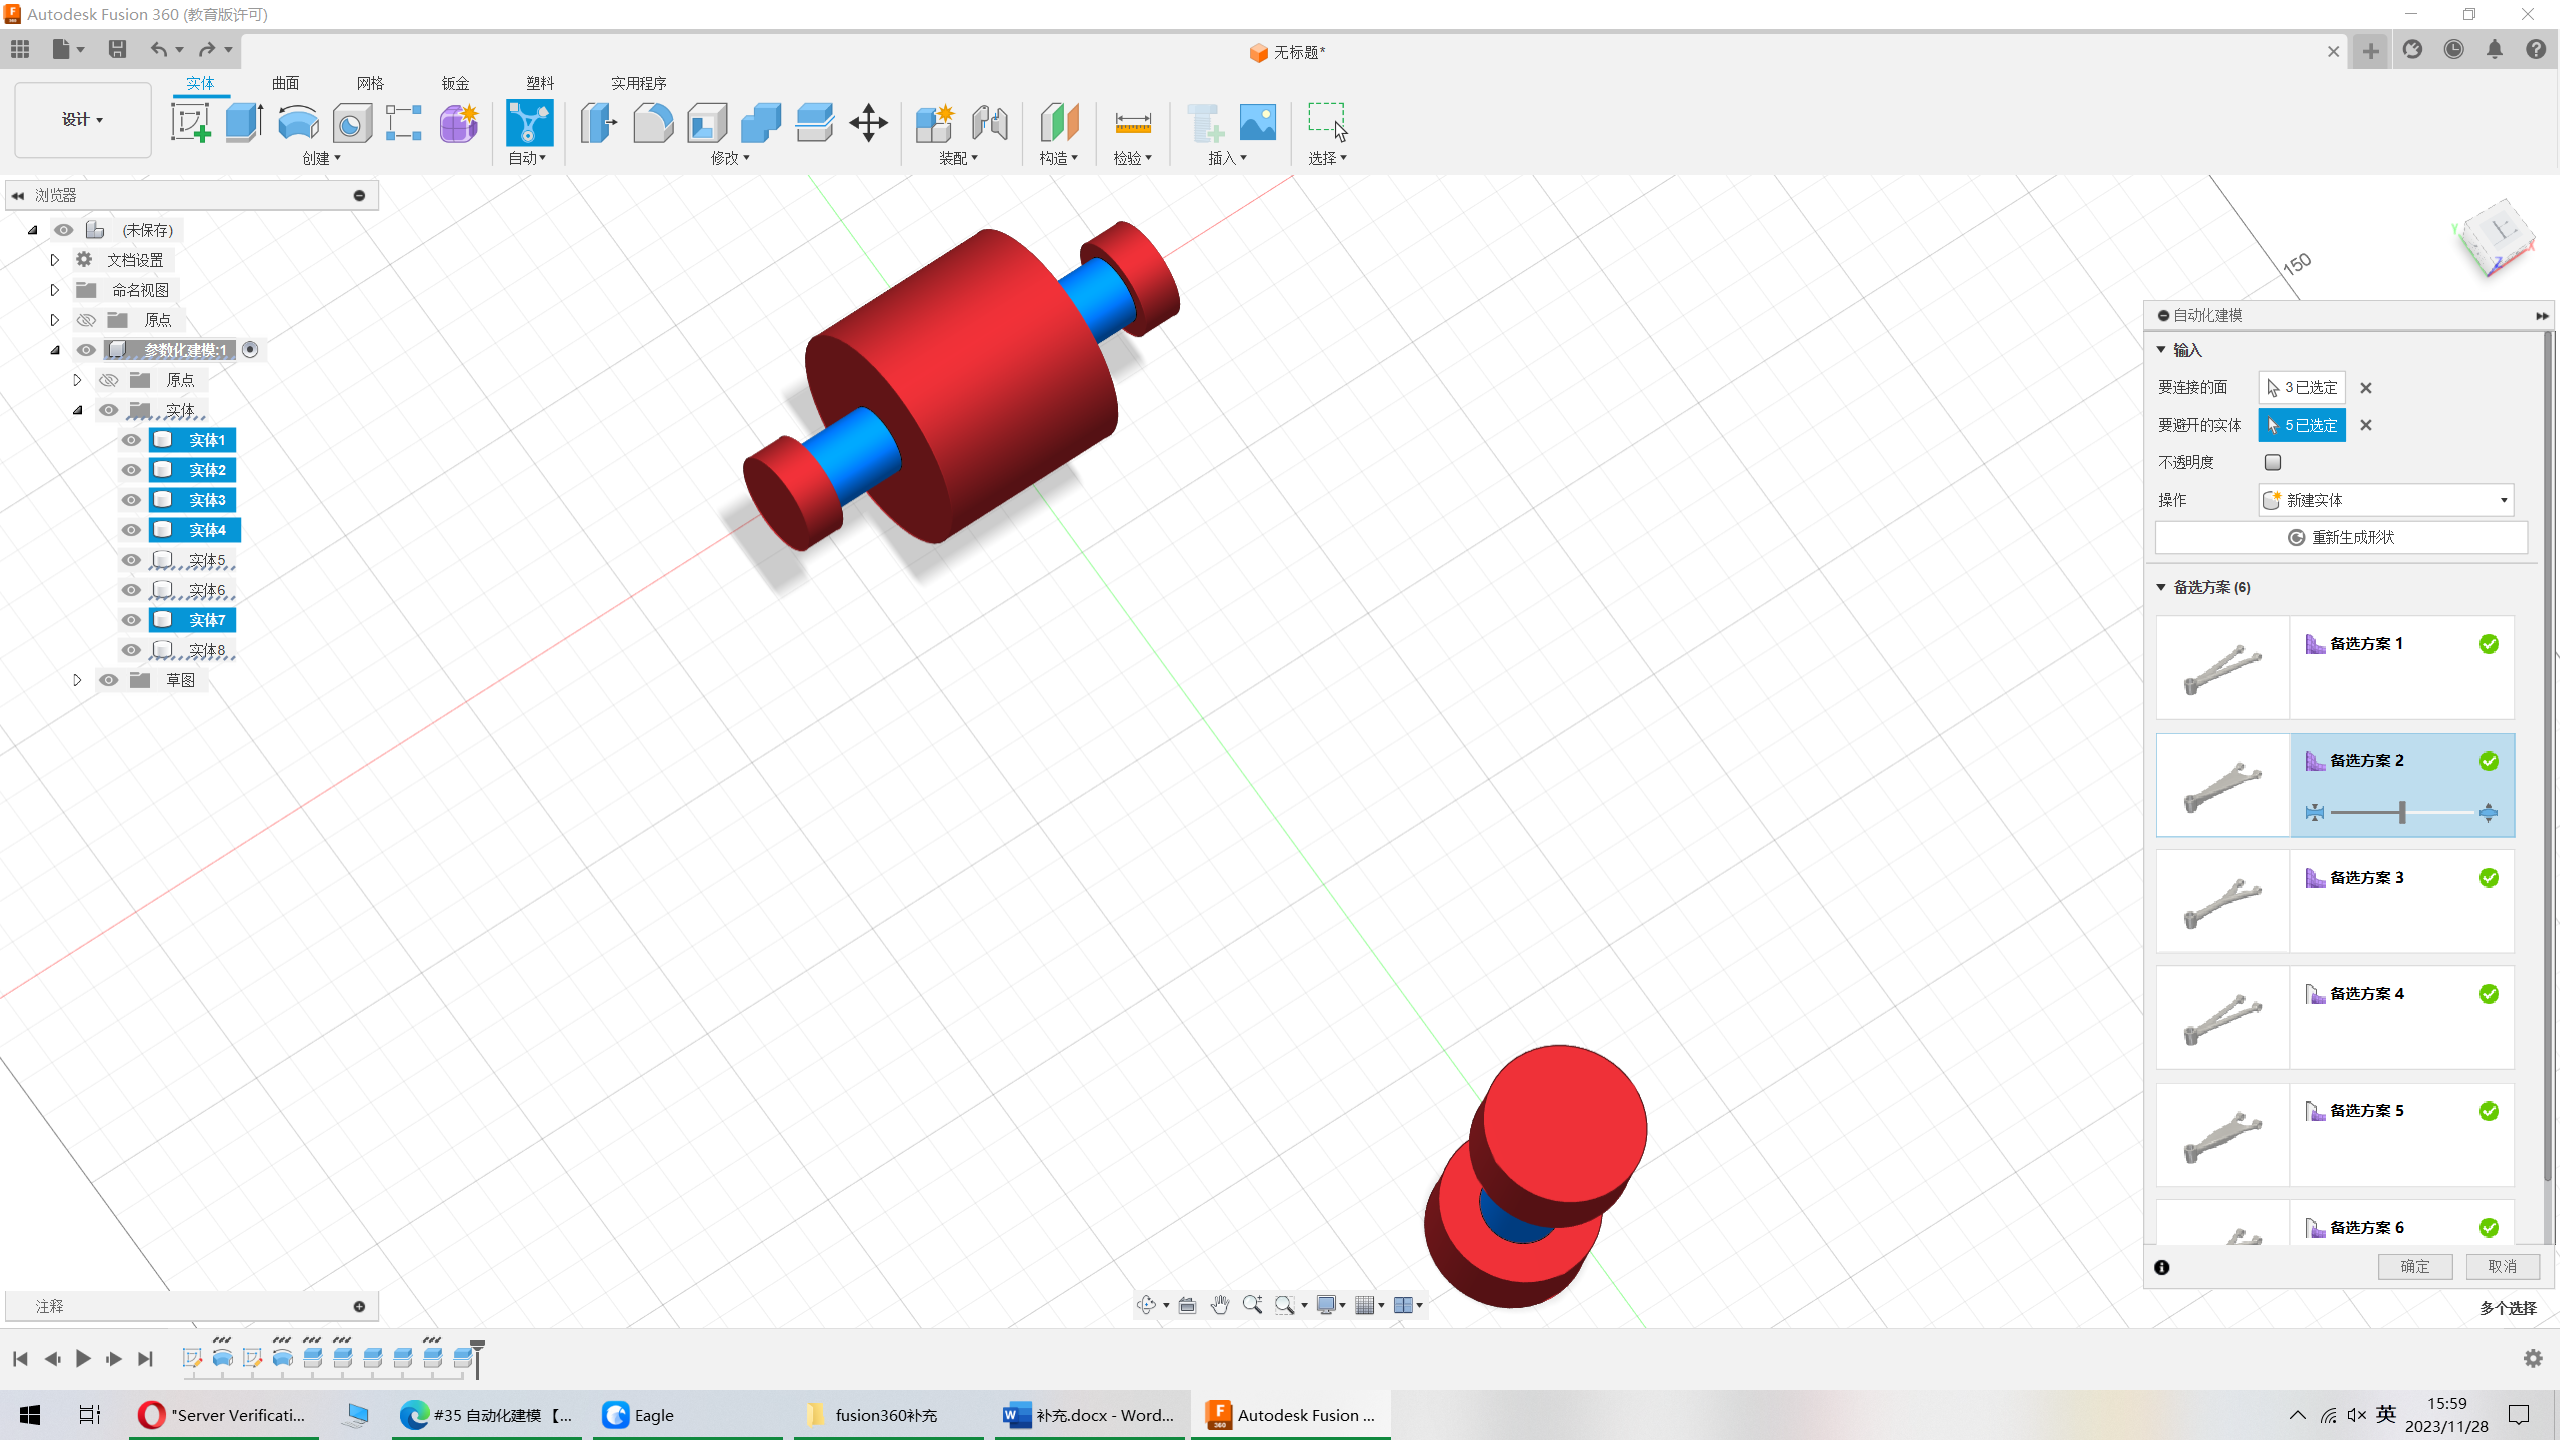 Autodesk Fusion 360 (教育版许可)
无标题*
实体 曲面 网格 钣金 塑料 实用程序
设计
创建 自动 修改 装配 构造 检验 插入 选择
浏览器
(未保存)
文档设置
命名视图
原点
参数化建模:1
原点
实体
实体1
实体2
实体3
实体4
实体5
实体6
实体7
实体8
草图
150
Y
X
Z
自动化建模
输入
要连接的面 3 已选定
要避开的实体 5 已选定
不透明度
操作 新建实体
重新生成形状
备选方案 (6)
备选方案 1
备选方案 2
备选方案 3
备选方案 4
备选方案 5
备选方案 6
确定 取消
注释
多个选择
"Server Verificati...
#35 自动化建模【...
Eagle
fusion360补充
补充.docx - Word...
Autodesk Fusion ...
英
15:59
2023/11/28